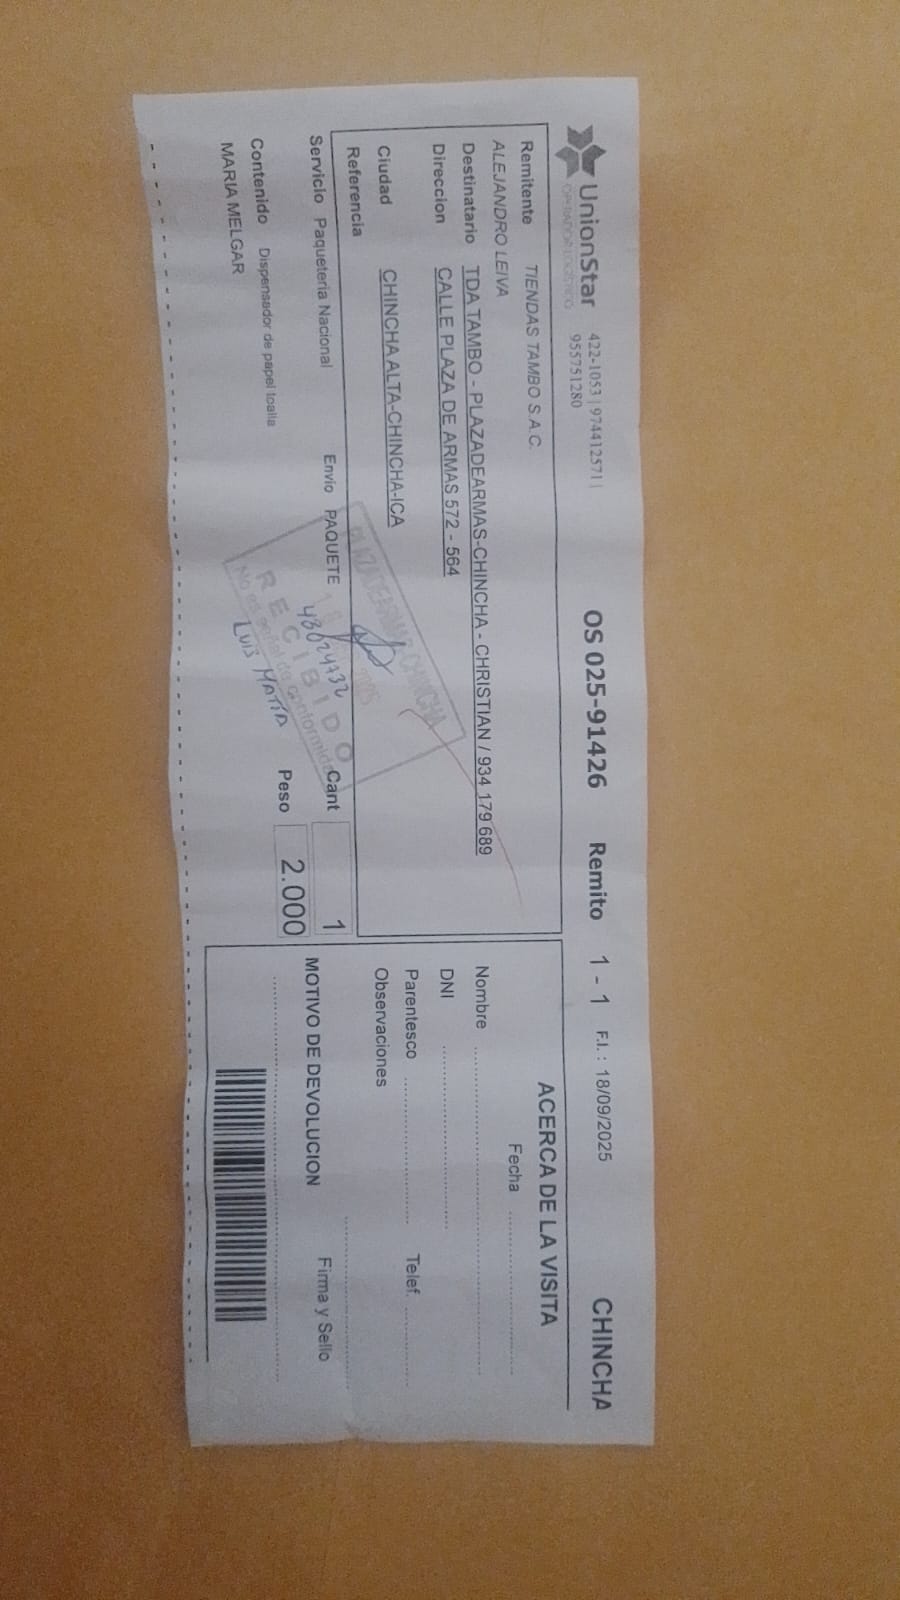 UnionStar
OPERADOR LOGISTICO
422-1053 | 974412571 |
955751280
OS 025-91426 Remito 1 - 1 F.I. : 18/09/2025 CHINCHA
Remitente TIENDAS TAMBO S.A.C.
ALEJANDRO LEIVA
Destinatario TDA TAMBO - PLAZADEARMAS-CHINCHA - CHRISTIAN / 934 179 689
Direccion CALLE PLAZA DE ARMAS 572 - 564
Ciudad CHINCHA ALTA-CHINCHA-ICA
Referencia
Servicio Paqueteria Nacional Envio PAQUETE Cant 1
Peso 2.000
Contenido Dispensador de papel toalla
MARIA MELGAR
PLAZADEARMAS CHINCHA
RECIBIDO
No es señal de conformidad
LUIS MATTA
ACERCA DE LA VISITA
Fecha
Nombre
DNI
Parentesco Telef.
Observaciones
MOTIVO DE DEVOLUCION Firma y Sello